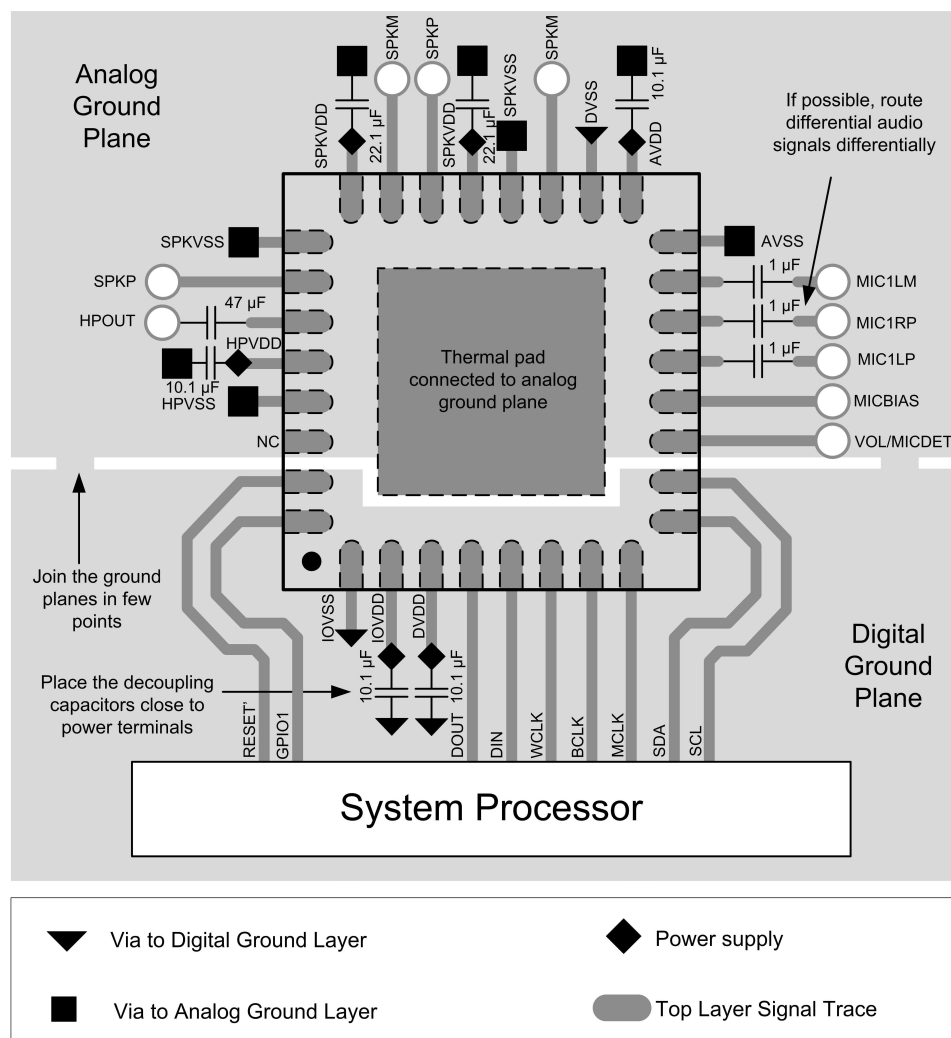 Analog
Ground
Plane
SPKVDD
22.1 µF
SPKM
SPKP
SPKVDD
22.1 µF
SPKVSS
SPKM
DVSS
AVDD
10.1 µF
If possible, route
differential audio
signals differentially
SPKVSS
SPKP
HPOUT
47 µF
HPVDD
10.1 µF
HPVSS
NC
Thermal pad
connected to analog
ground plane
AVSS
1 µF
MIC1LM
1 µF
MIC1RP
1 µF
MIC1LP
MICBIAS
VOL/MICDET
Join the ground
planes in few
points
Place the decoupling
capacitors close to
power terminals
IOVSS
IOVDD
DVDD
10.1 µF
10.1 µF
Digital
Ground
Plane
RESET'
GPIO1
DOUT
DIN
WCLK
BCLK
MCLK
SDA
SCL
System Processor
Via to Digital Ground Layer
Power supply
Via to Analog Ground Layer
Top Layer Signal Trace